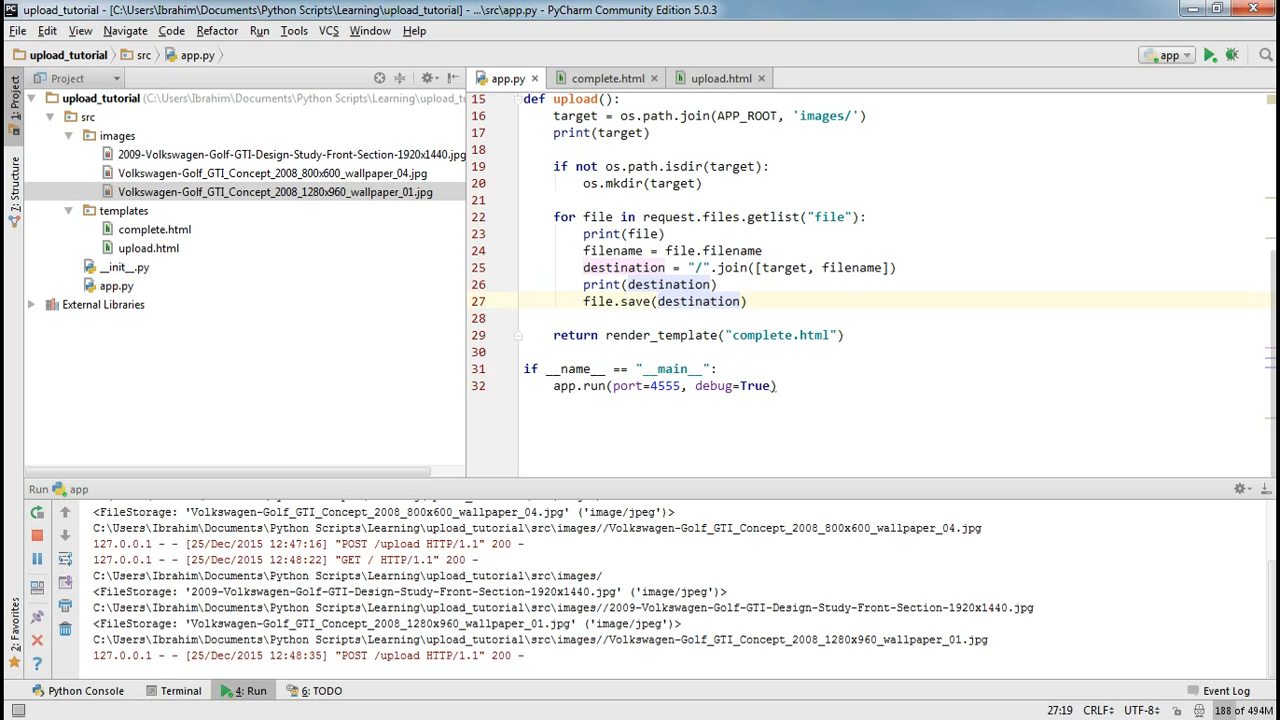 upload_tutorial - [C:\Users\Ibrahim\Documents\Python Scripts\Learning\upload_tutorial] - ...\src\app.py - PyCharm Community Edition 5.0.3
File Edit View Navigate Code Refactor Run Tools VCS Window Help
upload_tutorial src app.py app
1: Project
7: Structure
2: Favorites
Project
upload_tutorial (C:\Users\Ibrahim\Documents\Python Scripts\Learning\upload_t
src
images
2009-Volkswagen-Golf-GTI-Design-Study-Front-Section-1920x1440.jpg
Volkswagen-Golf_GTI_Concept_2008_800x600_wallpaper_04.jpg
Volkswagen-Golf_GTI_Concept_2008_1280x960_wallpaper_01.jpg
templates
complete.html
upload.html
__init__.py
app.py
External Libraries
app.py complete.html upload.html
15 def upload():
16 target = os.path.join(APP_ROOT, 'images/')
17 print(target)
18
19 if not os.path.isdir(target):
20 os.mkdir(target)
21
22 for file in request.files.getlist("file"):
23 print(file)
24 filename = file.filename
25 destination = "/".join([target, filename])
26 print(destination)
27 file.save(destination)
28
29 return render_template("complete.html")
30
31 if __name__ == "__main__":
32 app.run(port=4555, debug=True)
Run app
<FileStorage: 'Volkswagen-Golf_GTI_Concept_2008_800x600_wallpaper_04.jpg' ('image/jpeg')>
C:\Users\Ibrahim\Documents\Python Scripts\Learning\upload_tutorial\src\images//Volkswagen-Golf_GTI_Concept_2008_800x600_wallpaper_04.jpg
127.0.0.1 - - [25/Dec/2015 12:47:16] "POST /upload HTTP/1.1" 200 -
127.0.0.1 - - [25/Dec/2015 12:48:22] "GET / HTTP/1.1" 200 -
C:\Users\Ibrahim\Documents\Python Scripts\Learning\upload_tutorial\src\images/
<FileStorage: '2009-Volkswagen-Golf-GTI-Design-Study-Front-Section-1920x1440.jpg' ('image/jpeg')>
C:\Users\Ibrahim\Documents\Python Scripts\Learning\upload_tutorial\src\images//2009-Volkswagen-Golf-GTI-Design-Study-Front-Section-1920x1440.jpg
<FileStorage: 'Volkswagen-Golf_GTI_Concept_2008_1280x960_wallpaper_01.jpg' ('image/jpeg')>
C:\Users\Ibrahim\Documents\Python Scripts\Learning\upload_tutorial\src\images//Volkswagen-Golf_GTI_Concept_2008_1280x960_wallpaper_01.jpg
127.0.0.1 - - [25/Dec/2015 12:48:35] "POST /upload HTTP/1.1" 200 -
Python Console Terminal 4: Run 6: TODO Event Log
27:19 CRLF UTF-8 188 of 494M